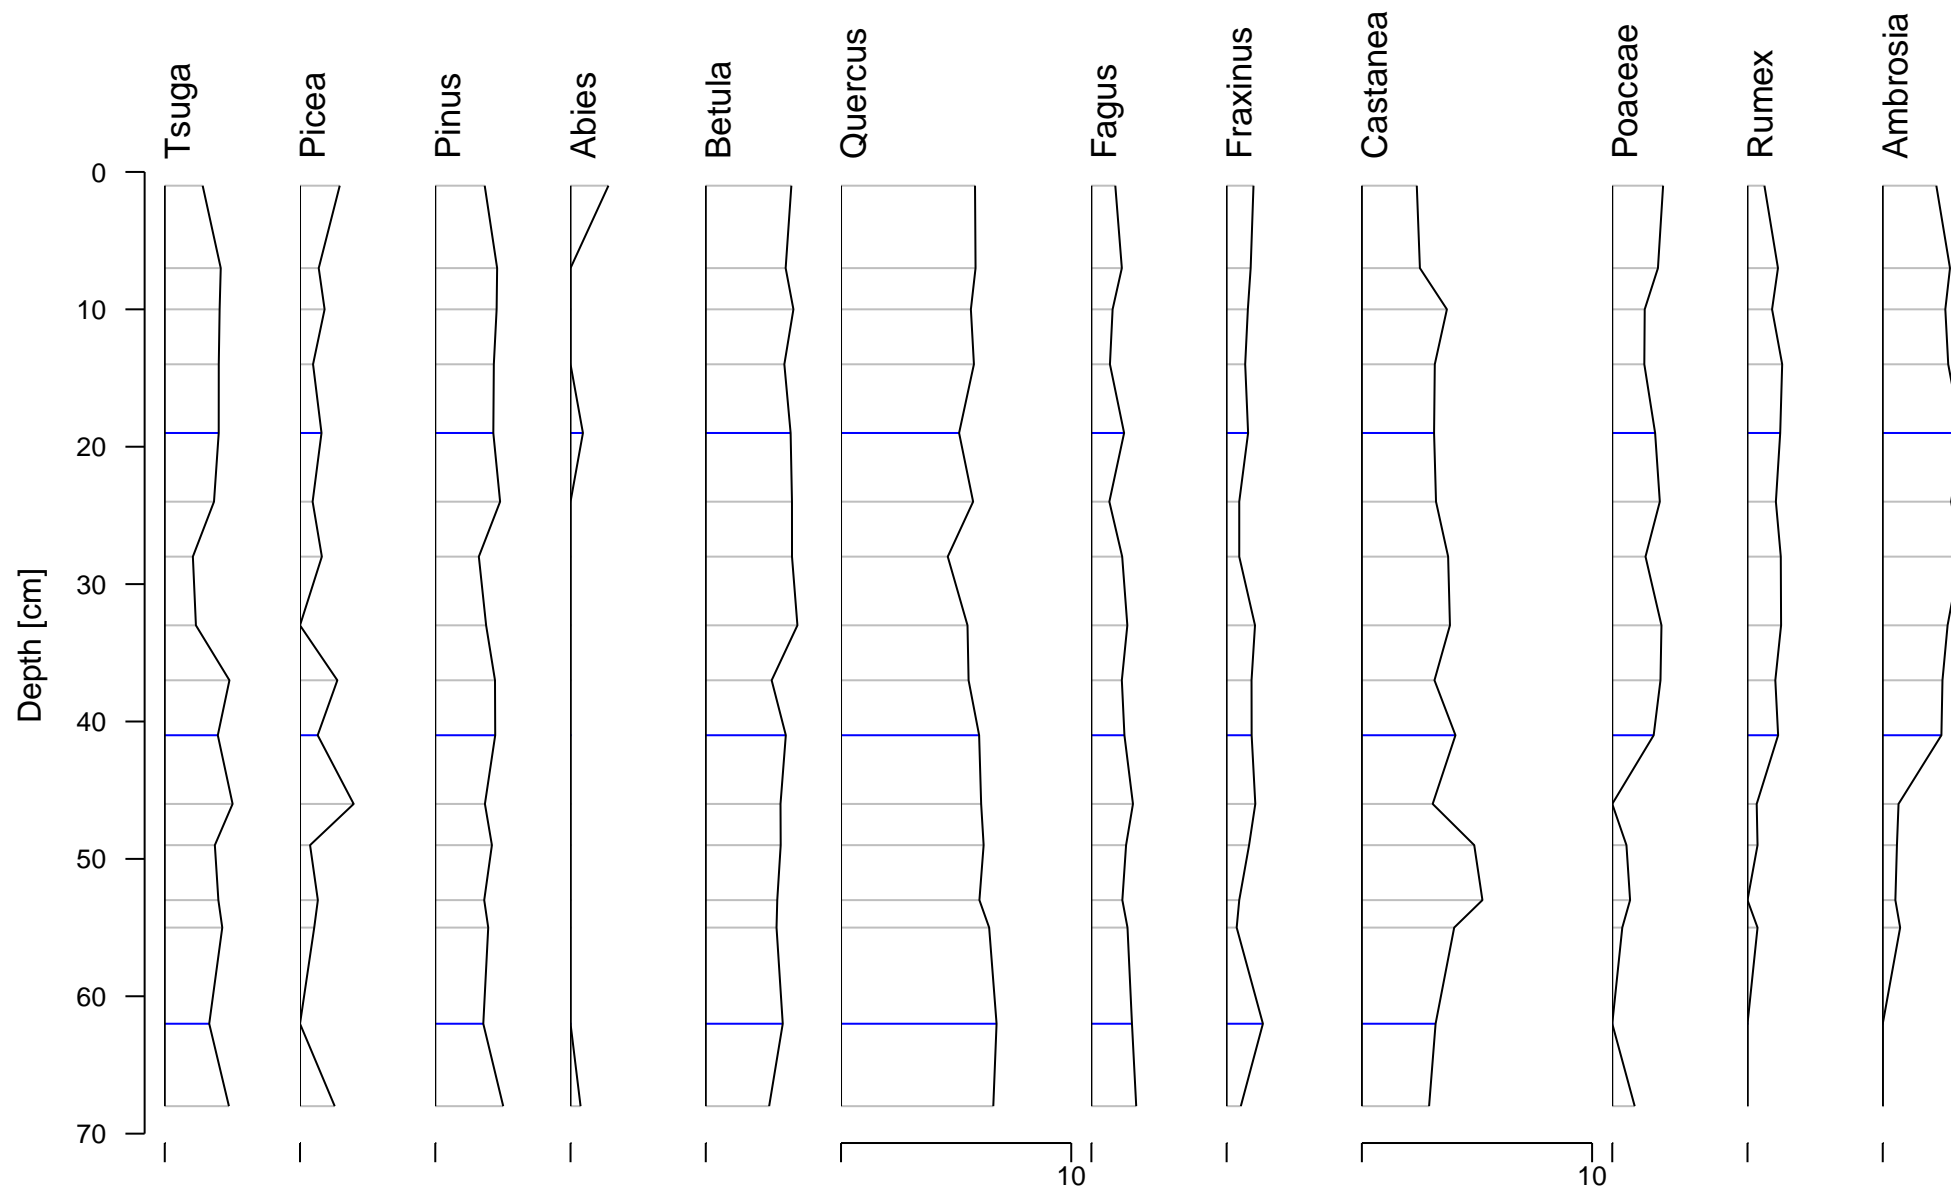 Tsuga
Picea
Pinus
Abies
Betula
Quercus
Fagus
Fraxinus
Castanea
Poaceae
Rumex
Ambrosia
Depth [cm]
0
10
20
30
40
50
60
70
10
10